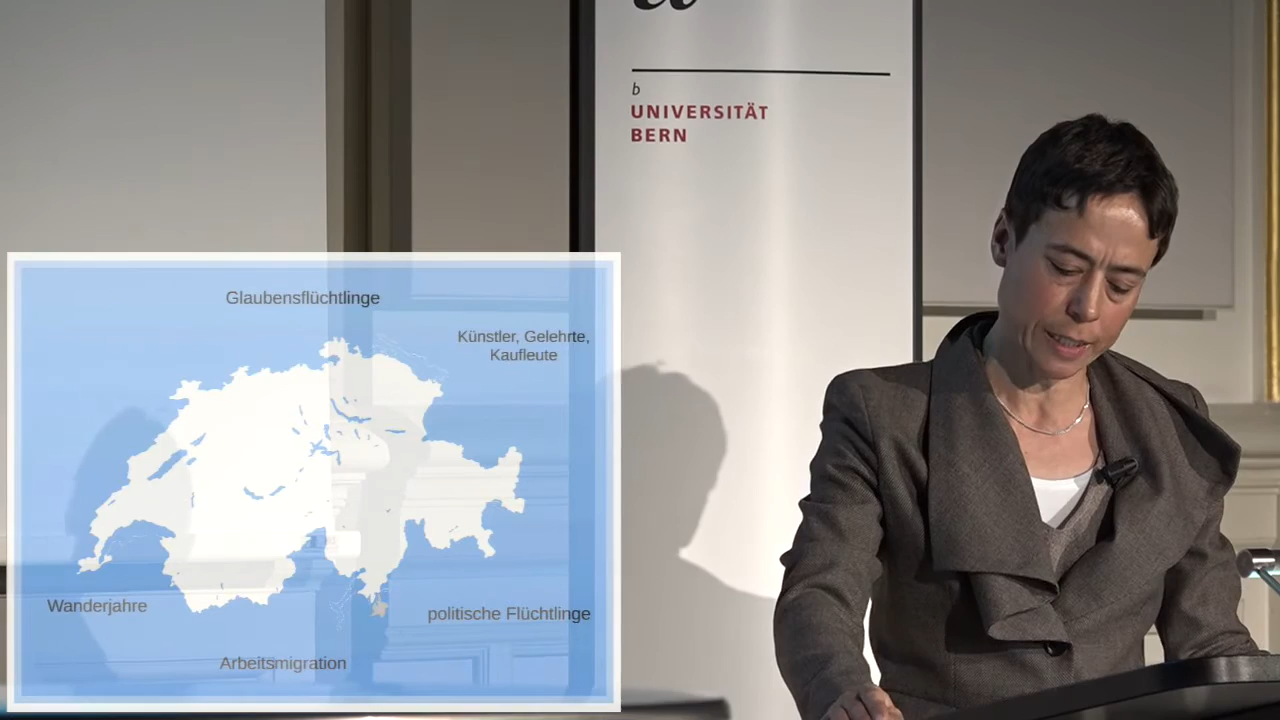 b
UNIVERSITÄT
BERN
Glaubensflüchtlinge
Künstler, Gelehrte,
Kaufleute
Wanderjahre
politische Flüchtlinge
Arbeitsmigration